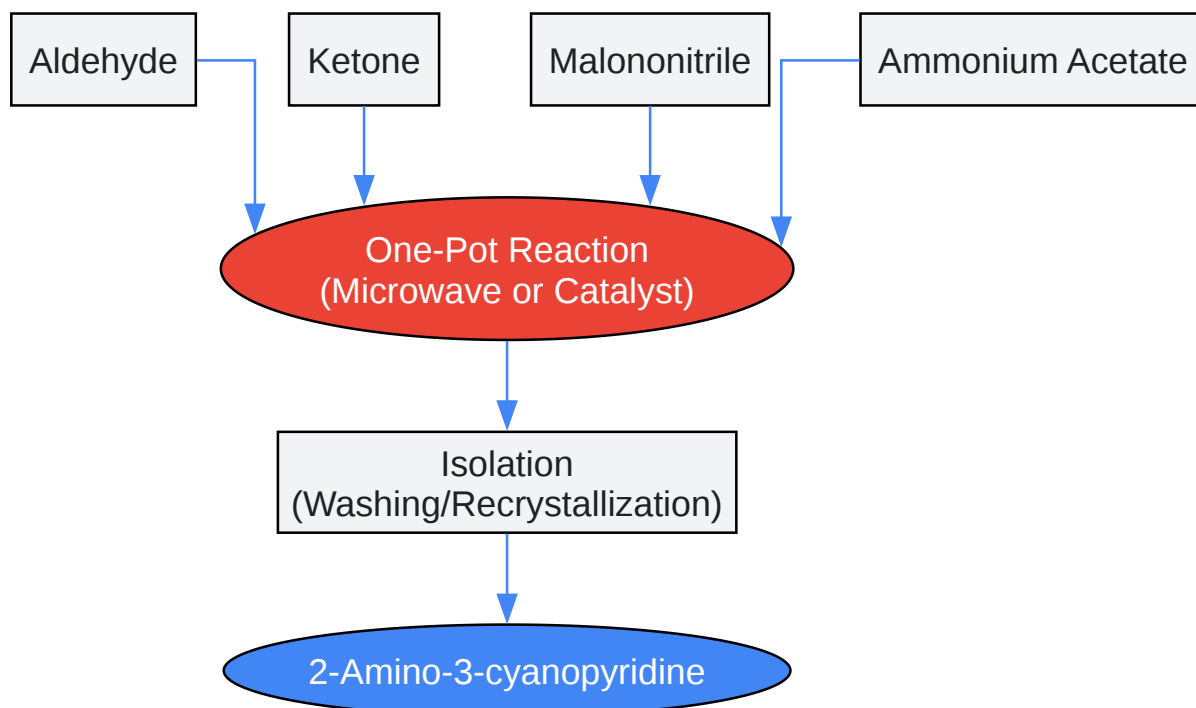 Aldehyde
Ketone
Malononitrile
Ammonium Acetate
One-Pot Reaction
(Microwave or Catalyst)
Isolation
(Washing/Recrystallization)
2-Amino-3-cyanopyridine